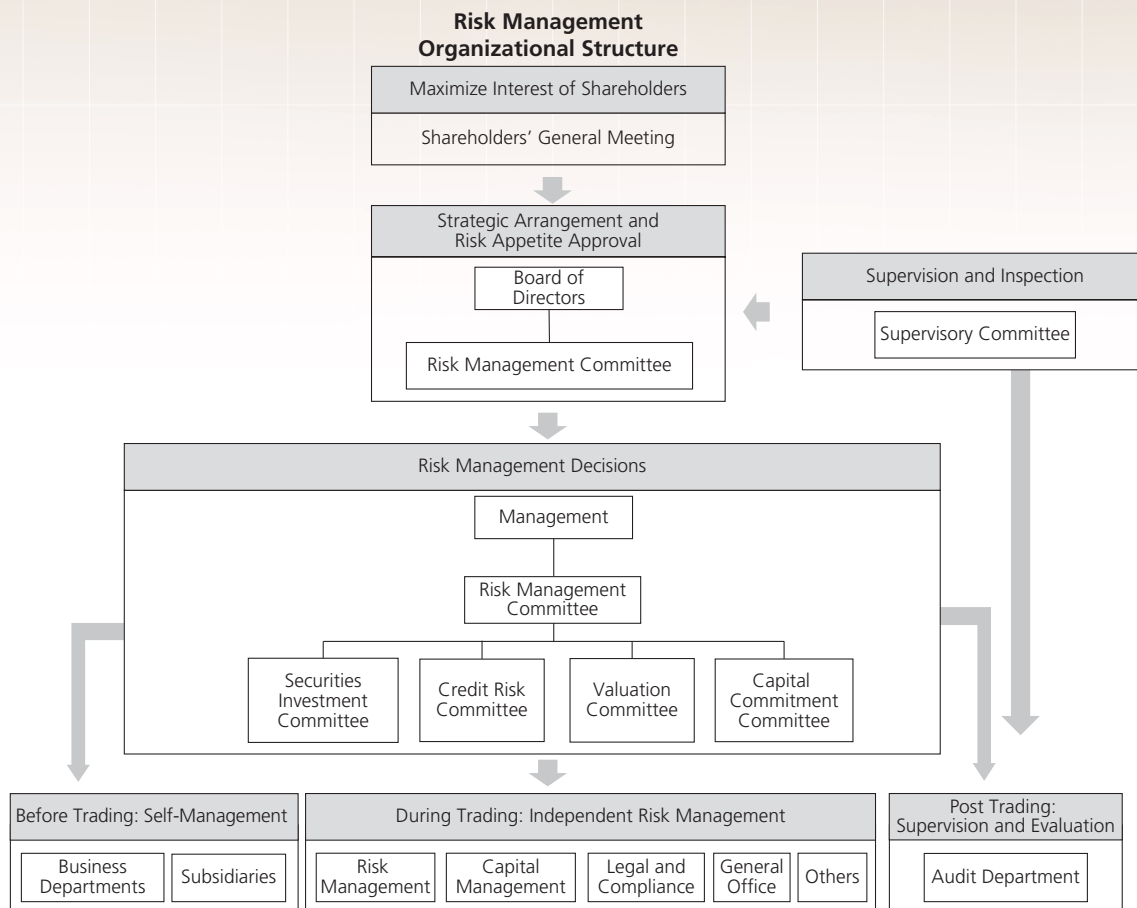 Risk Management
Organizational Structure
Maximize Interest of Shareholders
Shareholders’ General Meeting
Strategic Arrangement and
Risk Appetite Approval
Board of
Directors
Risk Management Committee
Supervision and Inspection
Supervisory Committee
Risk Management Decisions
Management
Risk Management
Committee
Securities
Investment
Committee
Credit Risk
Committee
Valuation
Committee
Capital
Commitment
Committee
Before Trading: Self-Management
Business
Departments
Subsidiaries
During Trading: Independent Risk Management
Risk
Management
Capital
Management
Legal and
Compliance
General
Office
Others
Post Trading:
Supervision and Evaluation
Audit Department